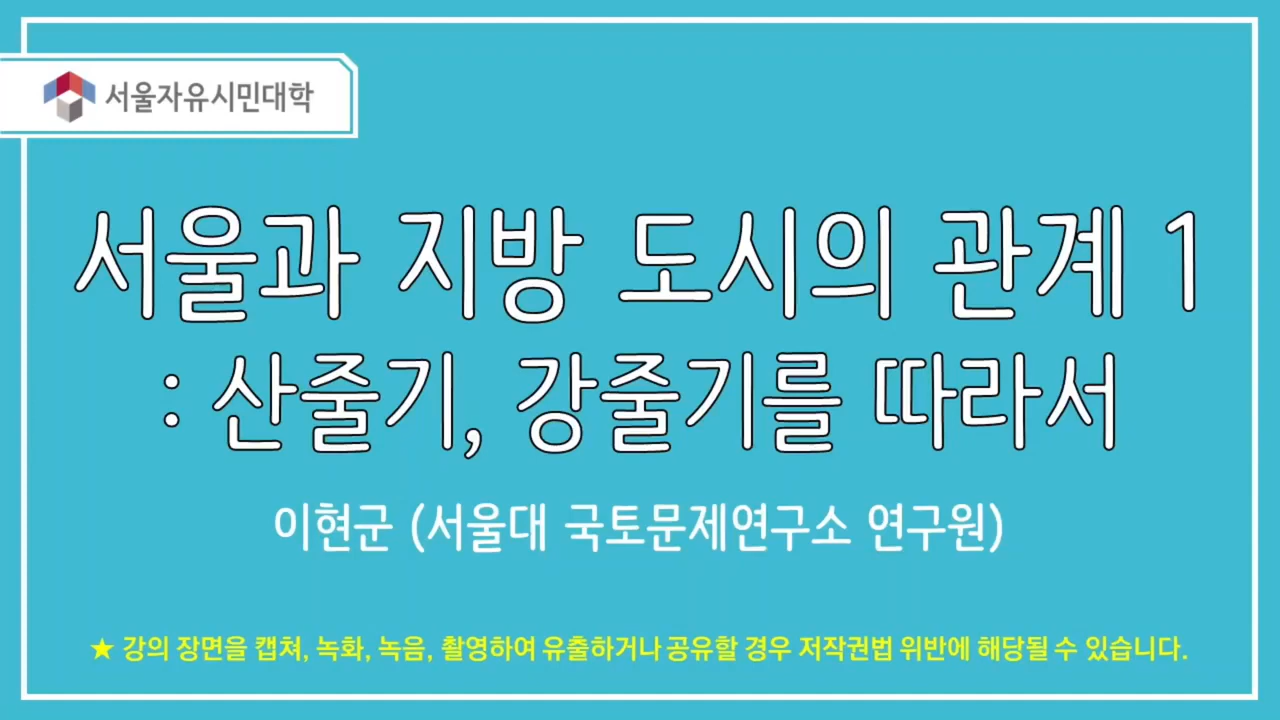 서울자유시민대학
서울과 지방 도시의 관계 1
: 산줄기, 강줄기를 따라서
이현군 (서울대 국토문제연구소 연구원)
★ 강의 장면을 캡쳐, 녹화, 녹음, 촬영하여 유출하거나 공유할 경우 저작권법 위반에 해당될 수 있습니다.